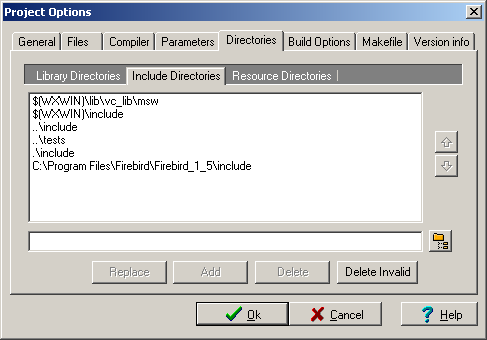 Project Options
General Files Compiler Parameters Directories Build Options Makefile Version info
Library Directories Include Directories Resource Directories
$(WXWIN)\lib\vc_lib\msw
$(WXWIN)\include
..\include
..\tests
.\include
C:\Program Files\Firebird\Firebird_1_5\include
Replace Add Delete Delete Invalid
Ok Cancel Help